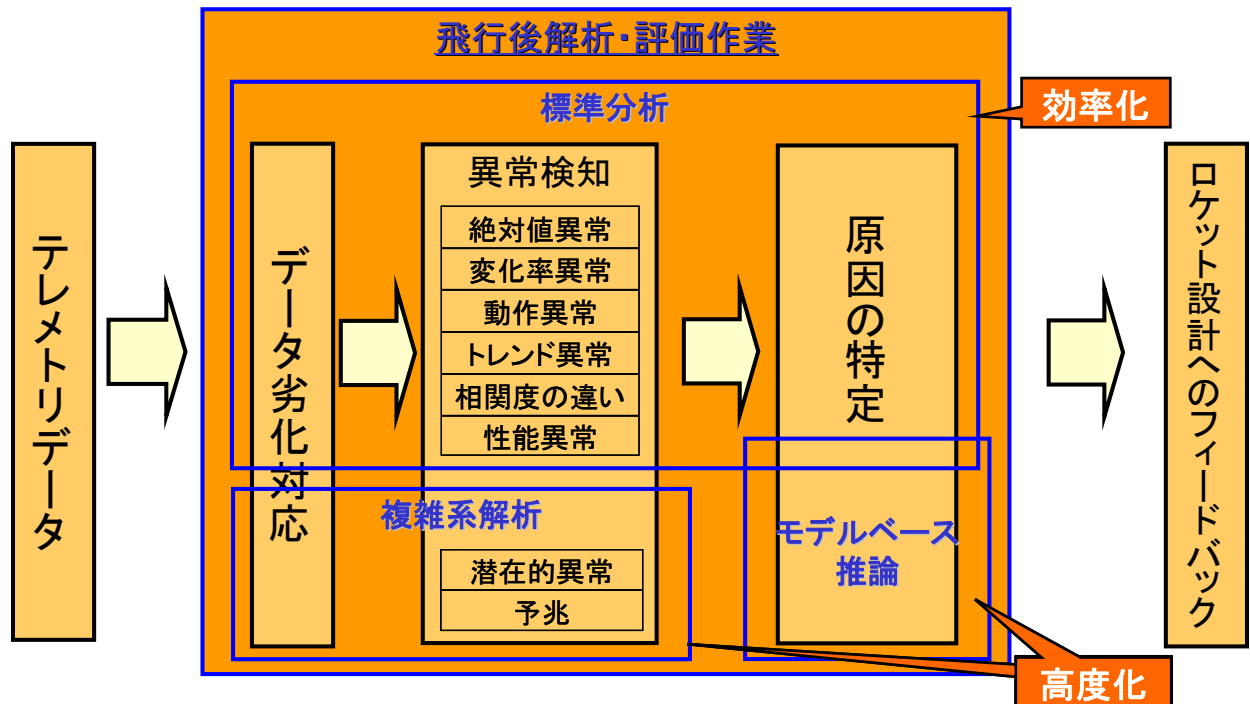 飛行後解析・評価作業
標準分析
効率化
テレメトリデータ
データ劣化対応
異常検知
絶対値異常
変化率異常
動作異常
トレンド異常
相関度の違い
性能異常
複雑系解析
潜在的異常
予兆
原因の特定
モデルベース
推論
高度化
ロケット設計へのフィードバック